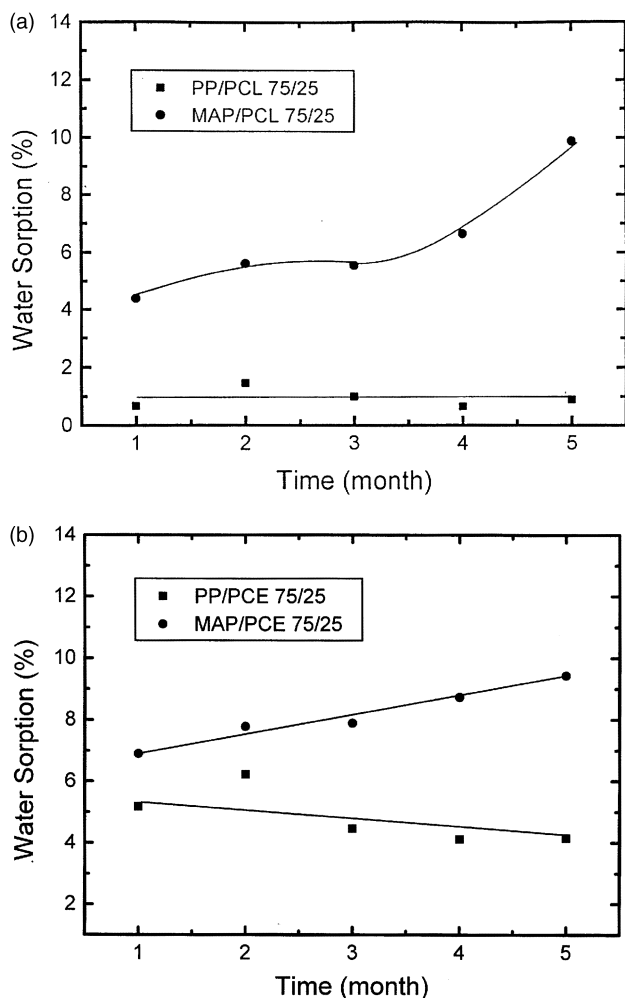 (a)
14
12
10
8
6
4
2
0
Water Sorption (%)
PP/PCL 75/25
MAP/PCL 75/25
1 2 3 4 5
Time (month)
(b)
14
12
10
8
6
4
2
Water Sorption (%)
PP/PCE 75/25
MAP/PCE 75/25
1 2 3 4 5
Time (month)